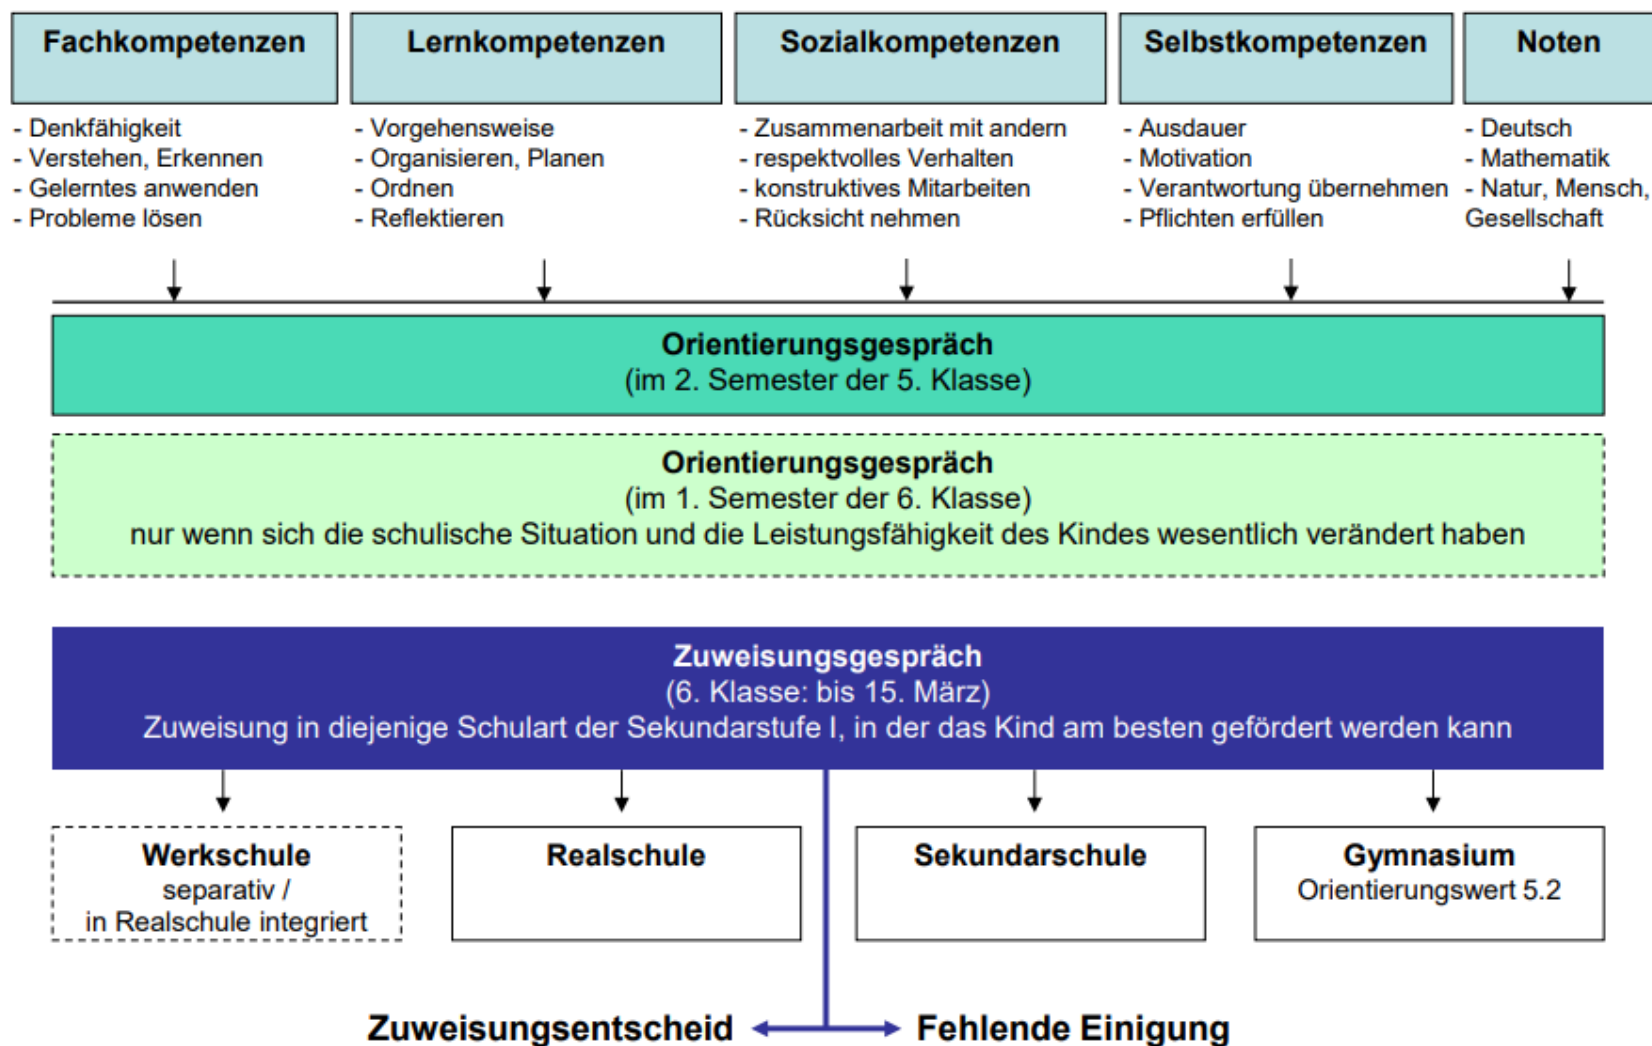 Fachkompetenzen
- Denkfähigkeit
- Verstehen, Erkennen
- Gelerntes anwenden
- Probleme lösen
Lernkompetenzen
- Vorgehensweise
- Organisieren, Planen
- Ordnen
- Reflektieren
Sozialkompetenzen
- Zusammenarbeit mit andern
- respektvolles Verhalten
- konstruktives Mitarbeiten
- Rücksicht nehmen
Selbstkompetenzen
- Ausdauer
- Motivation
- Verantwortung übernehmen
- Pflichten erfüllen
Noten
- Deutsch
- Mathematik
- Natur, Mensch,
Gesellschaft
Orientierungsgespräch
(im 2. Semester der 5. Klasse)
Orientierungsgespräch
(im 1. Semester der 6. Klasse)
nur wenn sich die schulische Situation und die Leistungsfähigkeit des Kindes wesentlich verändert haben
Zuweisungsgespräch
(6. Klasse: bis 15. März)
Zuweisung in diejenige Schulart der Sekundarstufe I, in der das Kind am besten gefördert werden kann
Werkschule
separativ /
in Realschule integriert
Realschule
Sekundarschule
Gymnasium
Orientierungswert 5.2
Zuweisungsentscheid
Fehlende Einigung